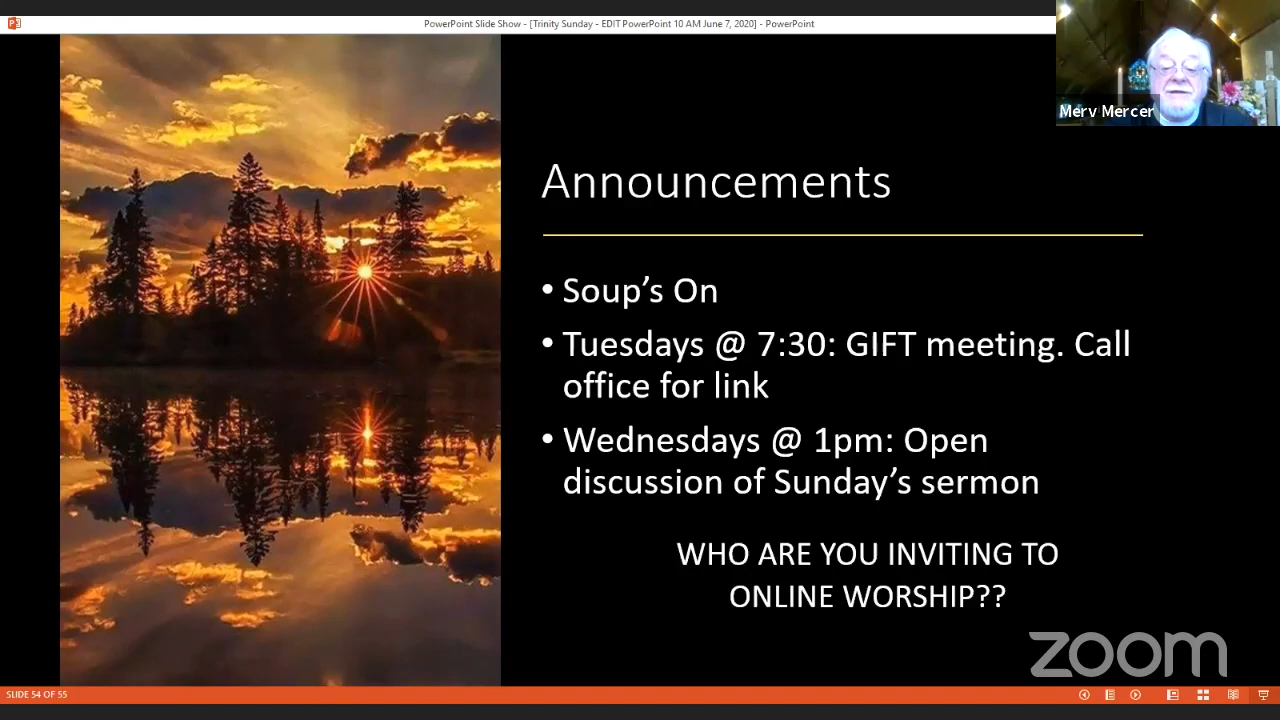 PowerPoint Slide Show - [Trinity Sunday - EDIT PowerPoint 10 AM June 7, 2020] - PowerPoint
Merv Mercer
Announcements
• Soup’s On
• Tuesdays @ 7:30: GIFT meeting. Call
office for link
• Wednesdays @ 1pm: Open
discussion of Sunday’s sermon
WHO ARE YOU INVITING TO
ONLINE WORSHIP??
zoom
SLIDE 54 OF 55